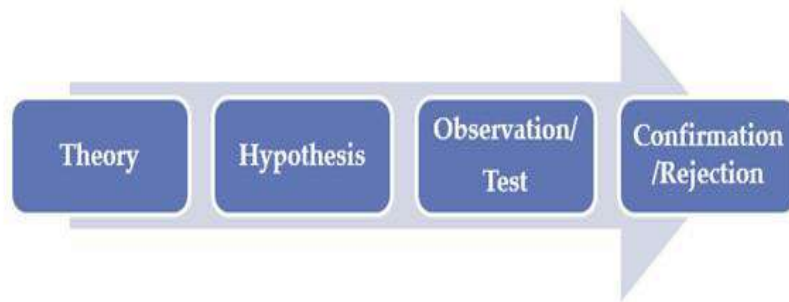 Theory
Hypothesis
Observation/
Test
Confirmation
/Rejection